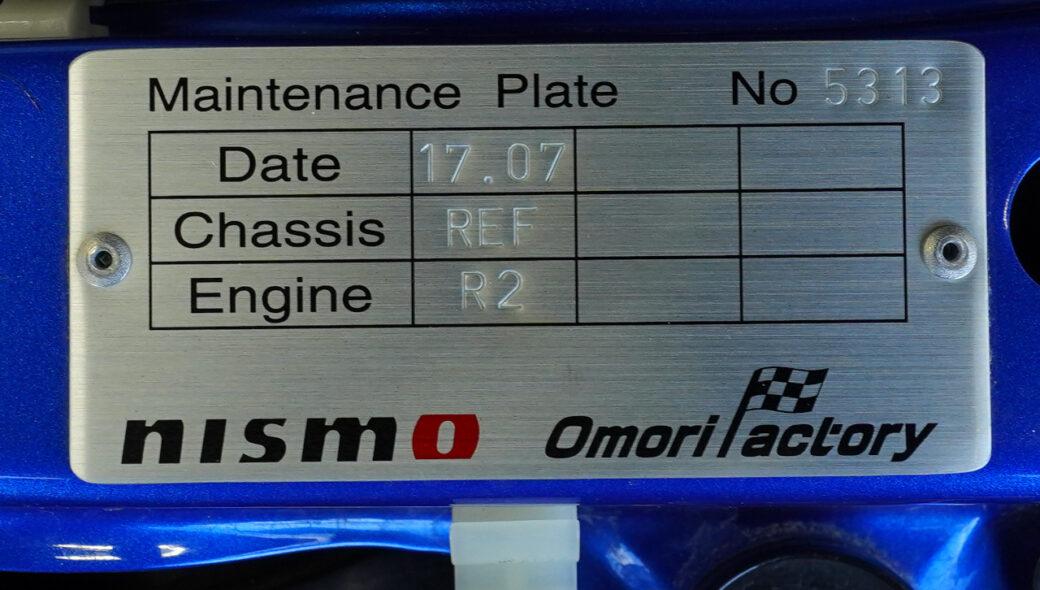 Maintenance Plate No 5313
Date 17.07
Chassis REF
Engine R2
nismo Omori Factory